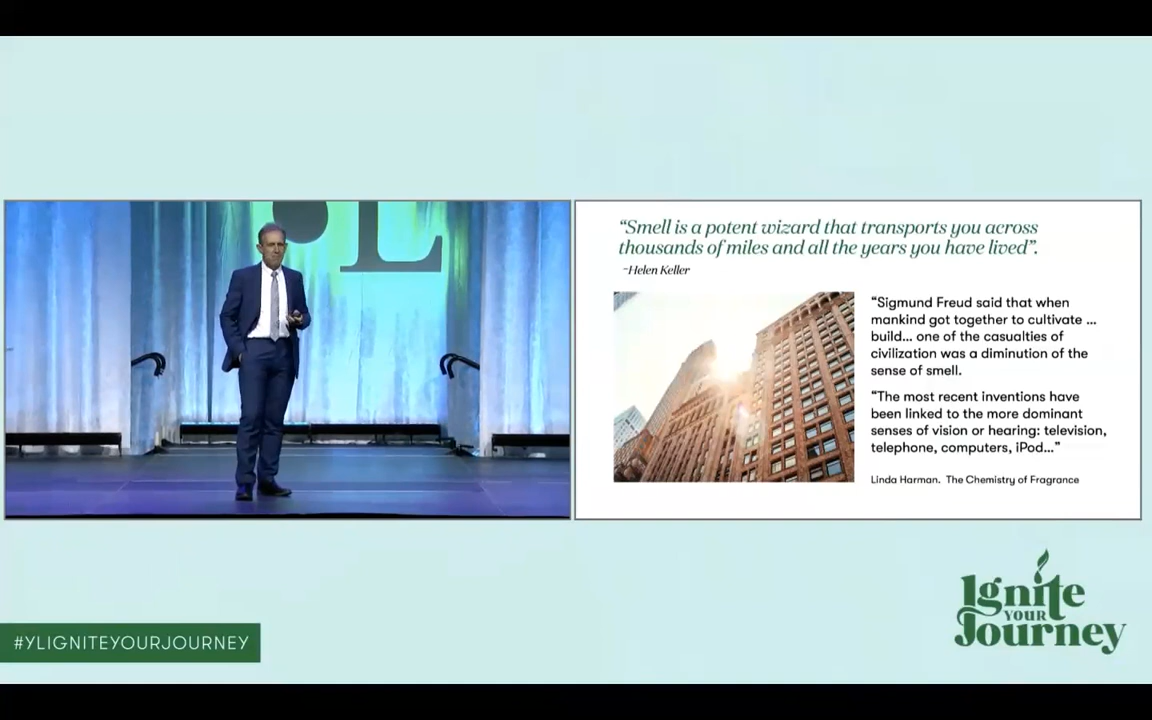 L
“Smell is a potent wizard that transports you across
thousands of miles and all the years you have lived”.
-Helen Keller
“Sigmund Freud said that when
mankind got together to cultivate ...
build... one of the casualties of
civilization was a diminution of the
sense of smell.
“The most recent inventions have
been linked to the more dominant
senses of vision or hearing: television,
telephone, computers, iPod...”
Linda Harman. The Chemistry of Fragrance
#YLIGNITEYOURJOURNEY
Ignite
YOUR
Journey